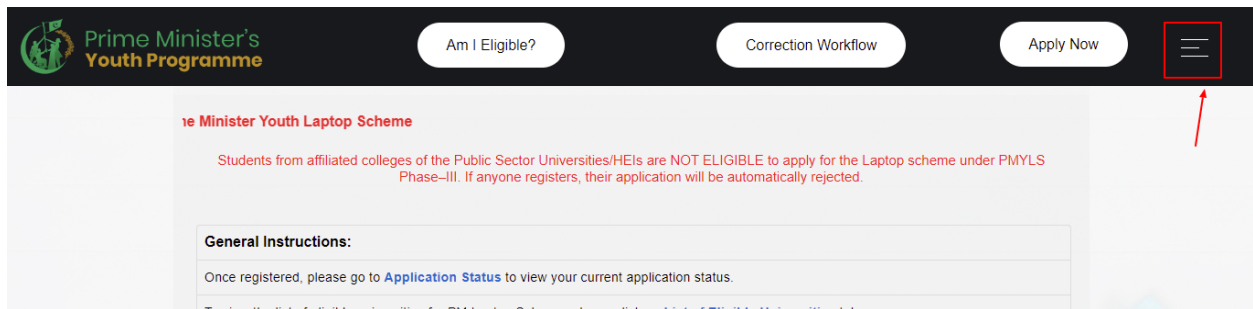 Prime Minister's
Youth Programme
Am I Eligible?
Correction Workflow
Apply Now
ne Minister Youth Laptop Scheme
Students from affiliated colleges of the Public Sector Universities/HEIs are NOT ELIGIBLE to apply for the Laptop scheme under PMYLS
Phase–III. If anyone registers, their application will be automatically rejected.
General Instructions:
Once registered, please go to Application Status to view your current application status.